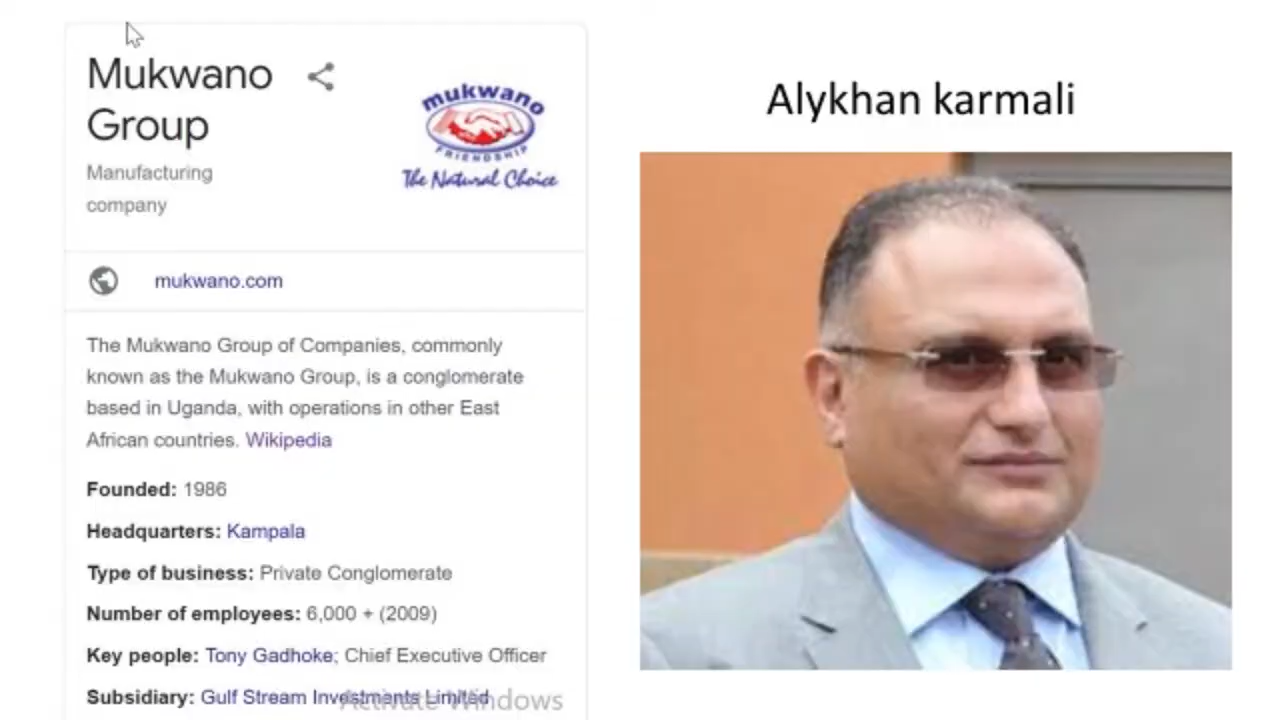 Mukwano
Group
Manufacturing
company
mukwano
FRIENDSHIP
The Natural Choice
mukwano.com
The Mukwano Group of Companies, commonly
known as the Mukwano Group, is a conglomerate
based in Uganda, with operations in other East
African countries. Wikipedia
Founded: 1986
Headquarters: Kampala
Type of business: Private Conglomerate
Number of employees: 6,000 + (2009)
Key people: Tony Gadhoke; Chief Executive Officer
Subsidiary: Gulf Stream Investments Limited
Activate Windows
Alykhan karmali